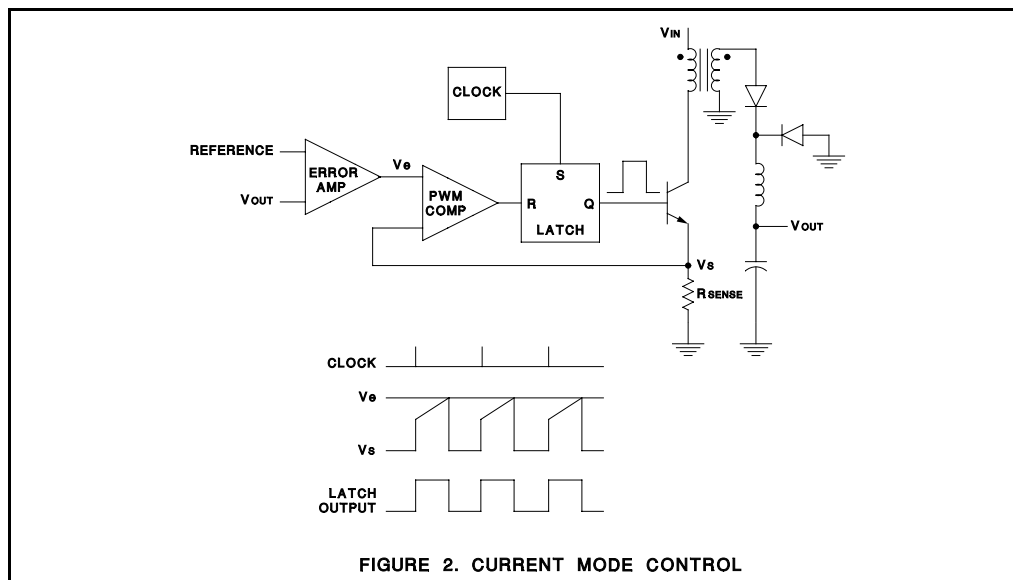 VIN
CLOCK
REFERENCE
ERROR
AMP
Ve
VOUT
PWM
COMP
S
R
Q
LATCH
VOUT
Vs
RSENSE
CLOCK
Ve
Vs
LATCH
OUTPUT
FIGURE 2. CURRENT MODE CONTROL